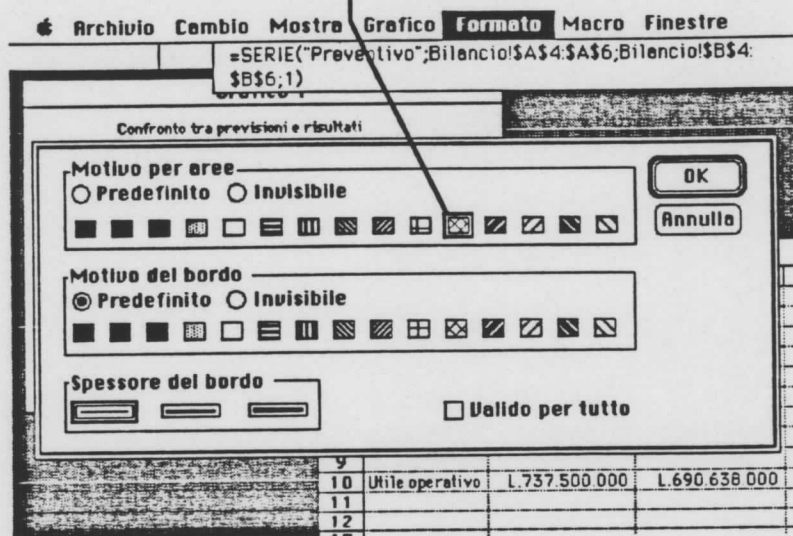 Archivio Cambio Mostra Grafico Formato Macro Finestre
=SERIE("Preventivo";Bilancio!$A$4:$A$6;Bilancio!$B$4:
$B$6;1)
Grafico 1
Confronto tra previsioni e risultati
Motivo per aree
Predefinito Invisibile
OK
Annulla
Motivo del bordo
Predefinito Invisibile
Spessore del bordo
Valido per tutto
9
10 Utile operativo L.737.500.000 L.690.638.000
11
12